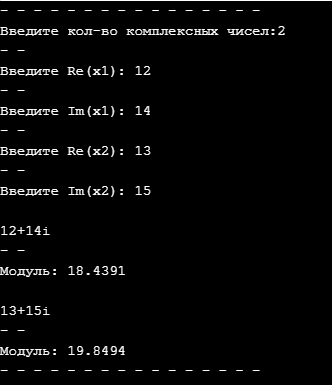 - - - - - - - - - - - - - - - -
Введите кол-во комплексных чисел:2
- -
Введите Re(x1): 12
- -
Введите Im(x1): 14
- -
Введите Re(x2): 13
- -
Введите Im(x2): 15
12+14i
- -
Модуль: 18.4391
13+15i
- -
Модуль: 19.8494
- - - - - - - - - - - - - - - -